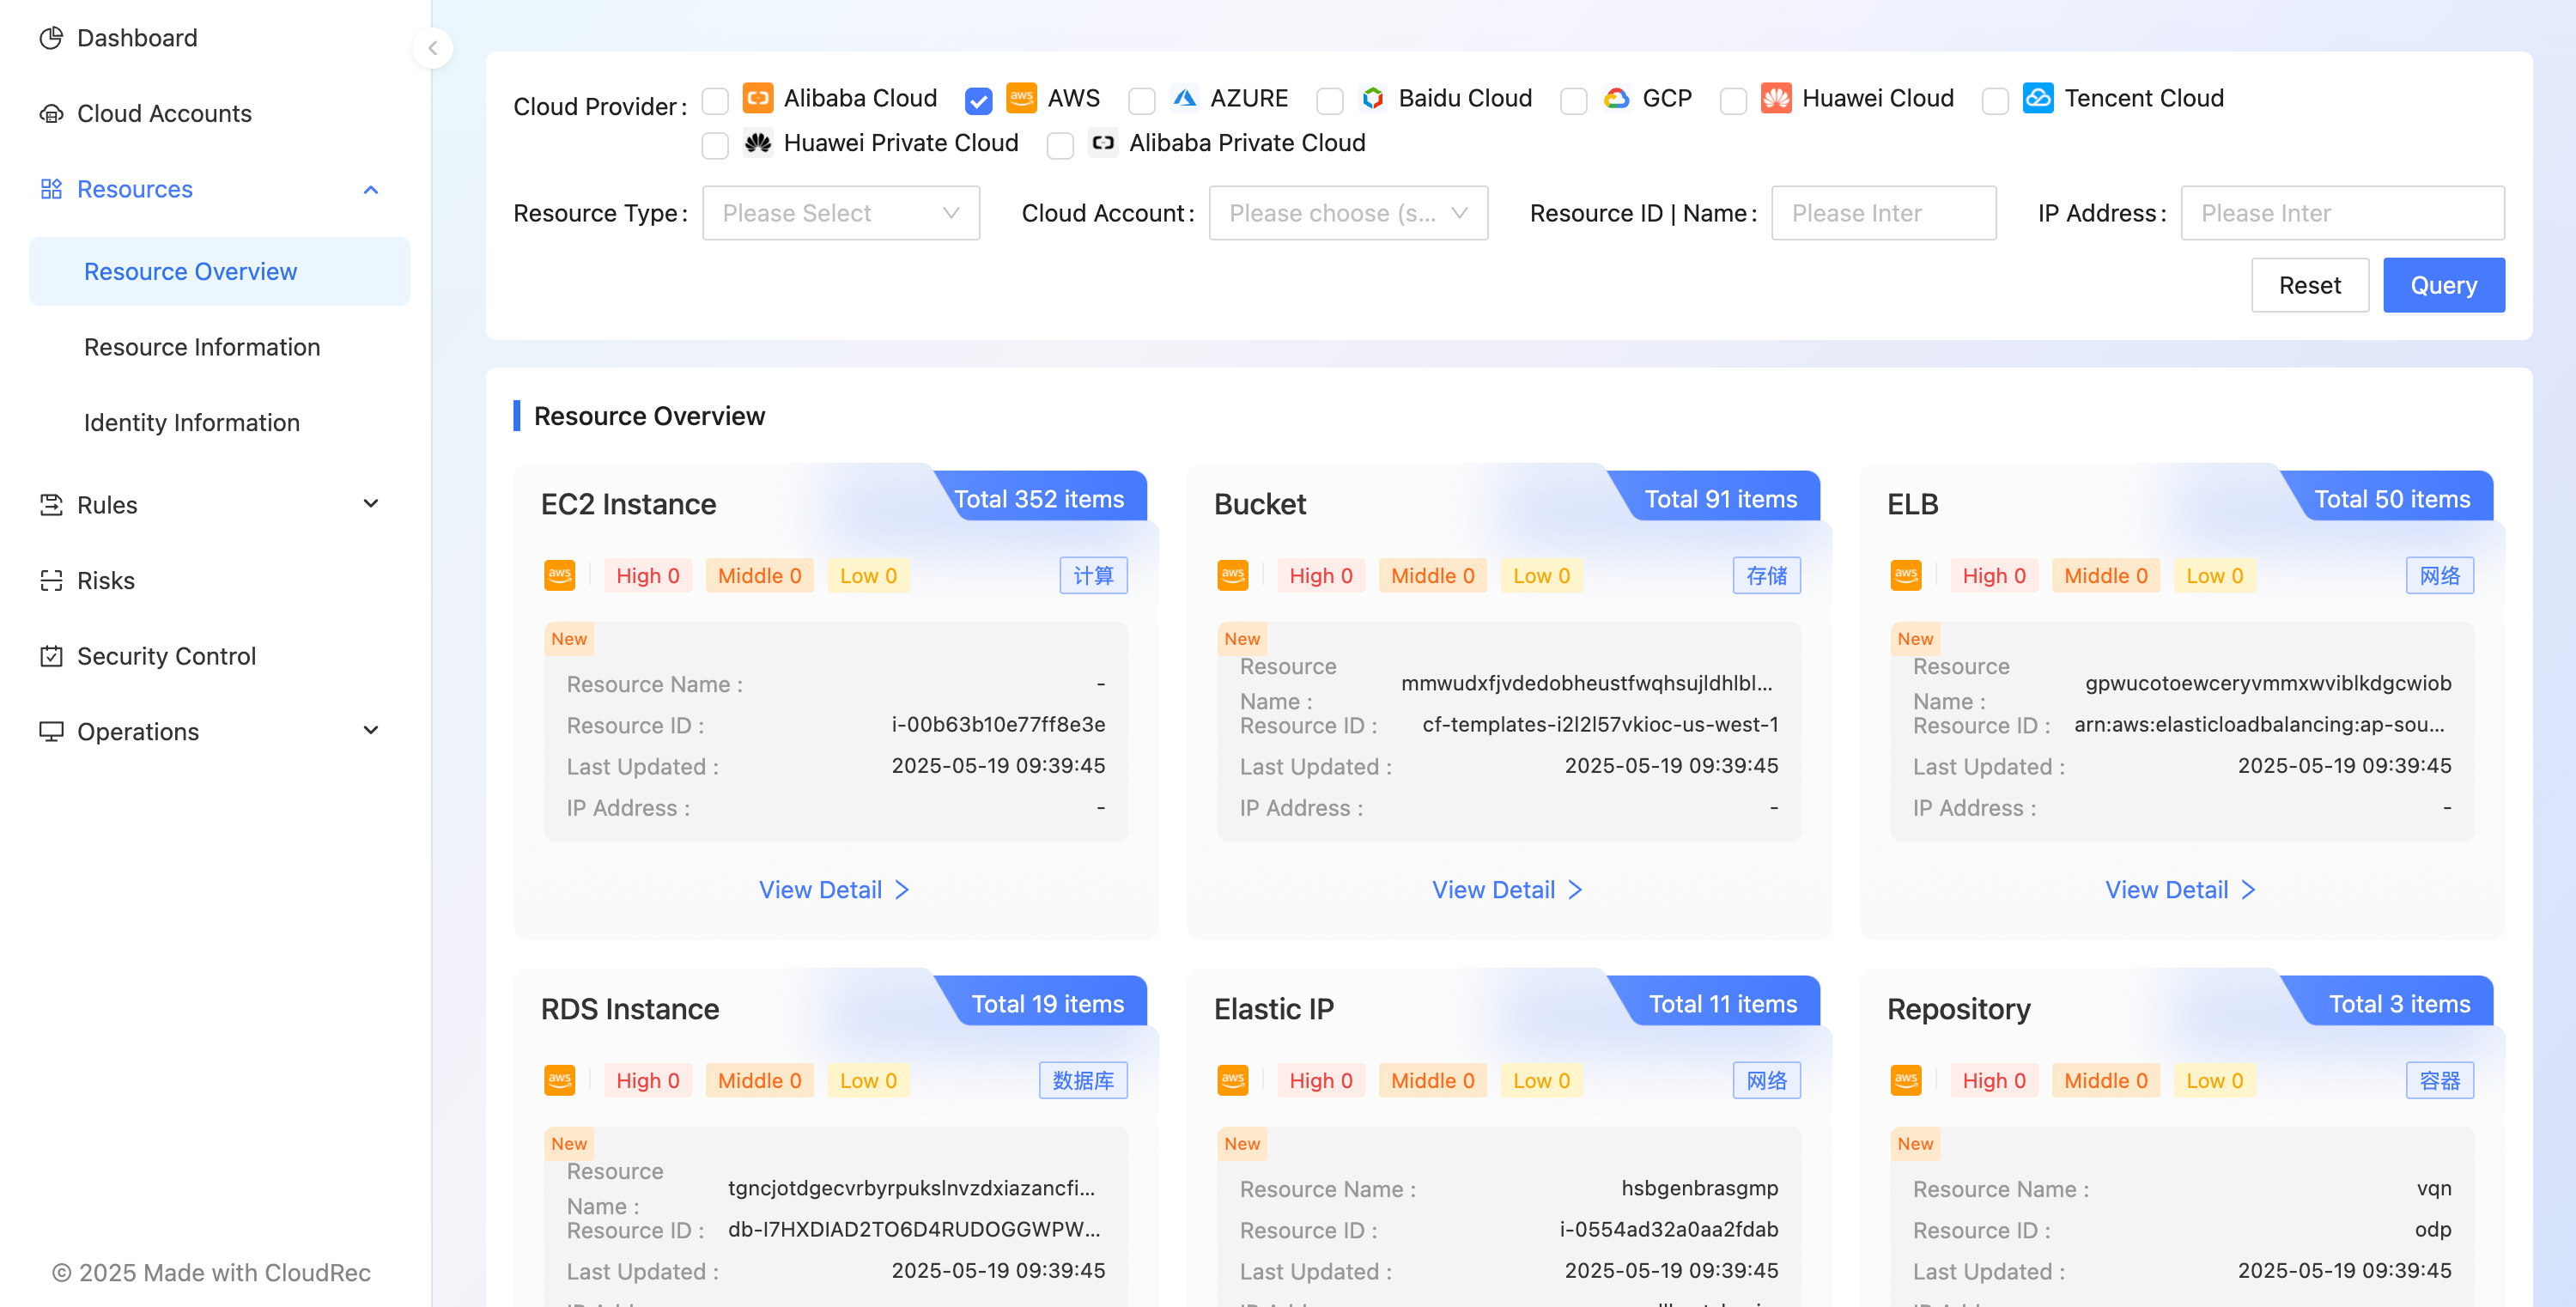 Dashboard
Cloud Accounts
Resources
Resource Overview
Resource Information
Identity Information
Rules
Risks
Security Control
Operations
© 2025 Made with CloudRec
Cloud Provider : Alibaba Cloud aws AWS AZURE Baidu Cloud GCP Huawei Cloud Tencent Cloud
Huawei Private Cloud Alibaba Private Cloud
Resource Type : Please Select Cloud Account : Please choose (s... Resource ID | Name : Please Inter IP Address : Please Inter
Reset Query
Resource Overview
EC2 Instance Total 352 items
aws High 0 Middle 0 Low 0 计算
New
Resource Name : -
Resource ID : i-00b63b10e77ff8e3e
Last Updated : 2025-05-19 09:39:45
IP Address : -
View Detail
Bucket Total 91 items
aws High 0 Middle 0 Low 0 存储
New
Resource Name : mmwudxfjvdedobheustfwqhsujldhlbl...
Resource ID : cf-templates-i2l2l57vkioc-us-west-1
Last Updated : 2025-05-19 09:39:45
IP Address : -
View Detail
ELB Total 50 items
aws High 0 Middle 0 Low 0 网络
New
Resource Name : gpwucotoewceryvmmxwviblkdgcwiob
Resource ID : arn:aws:elasticloadbalancing:ap-sou...
Last Updated : 2025-05-19 09:39:45
IP Address : -
View Detail
RDS Instance Total 19 items
aws High 0 Middle 0 Low 0 数据库
New
Resource Name : tgncjotdgecvrbyrpukslnvzdxiazancfi...
Resource ID : db-I7HXDIAD2TO6D4RUDOGGWPW...
Last Updated : 2025-05-19 09:39:45
Elastic IP Total 11 items
aws High 0 Middle 0 Low 0 网络
New
Resource Name : hsbgenbrasgmp
Resource ID : i-0554ad32a0aa2fdab
Last Updated : 2025-05-19 09:39:45
Repository Total 3 items
aws High 0 Middle 0 Low 0 容器
New
Resource Name : vqn
Resource ID : odp
Last Updated : 2025-05-19 09:39:45